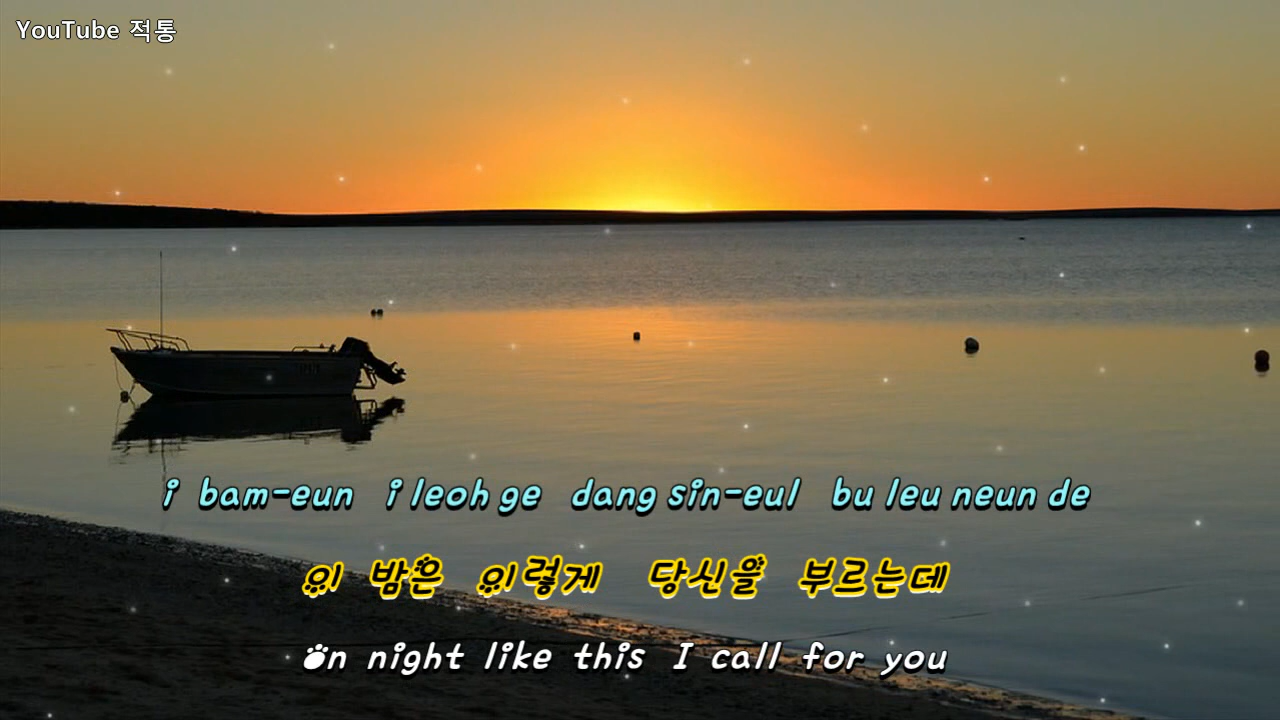 YouTube 적통
i bam-eun i leoh ge dang sin-eul bu leu neun de
이 밤은 이렇게 당신을 부르는데
On night like this I call for you